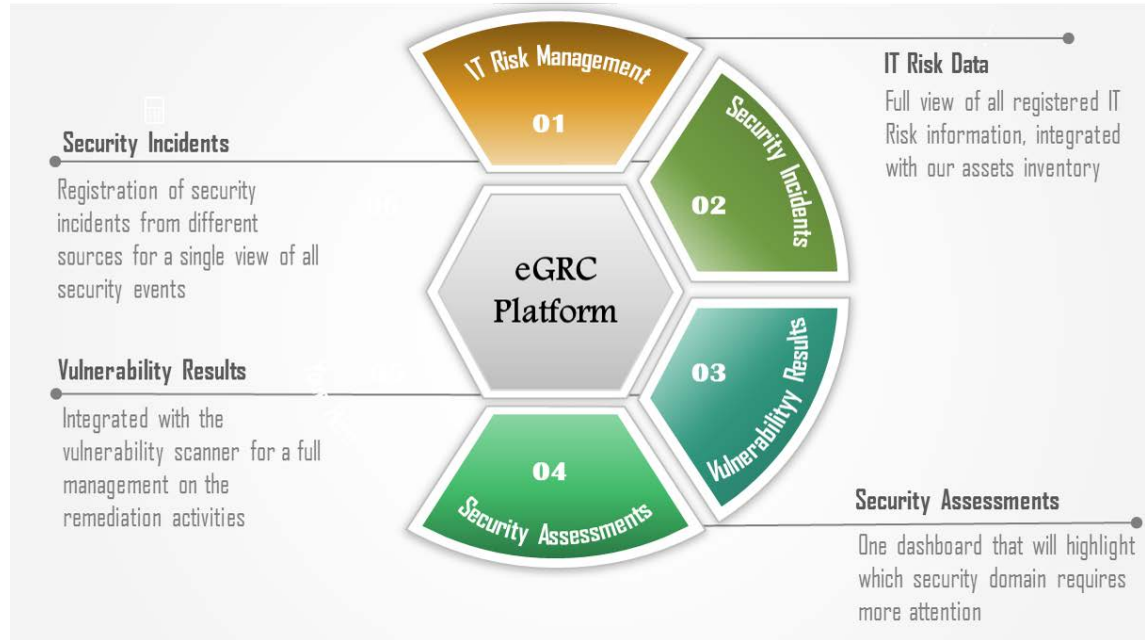 IT Risk Management
01
Security Incidents
02
Vulnerabilityy Results
03
Security Assessments
04
eGRC
Platform
IT Risk Data
Full view of all registered IT
Risk information, integrated
with our assets inventory
Security Incidents
Registration of security
incidents from different
sources for a single view of all
security events
Vulnerability Results
Integrated with the
vulnerability scanner for a full
management on the
remediation activities
Security Assessments
One dashboard that will highlight
which security domain requires
more attention